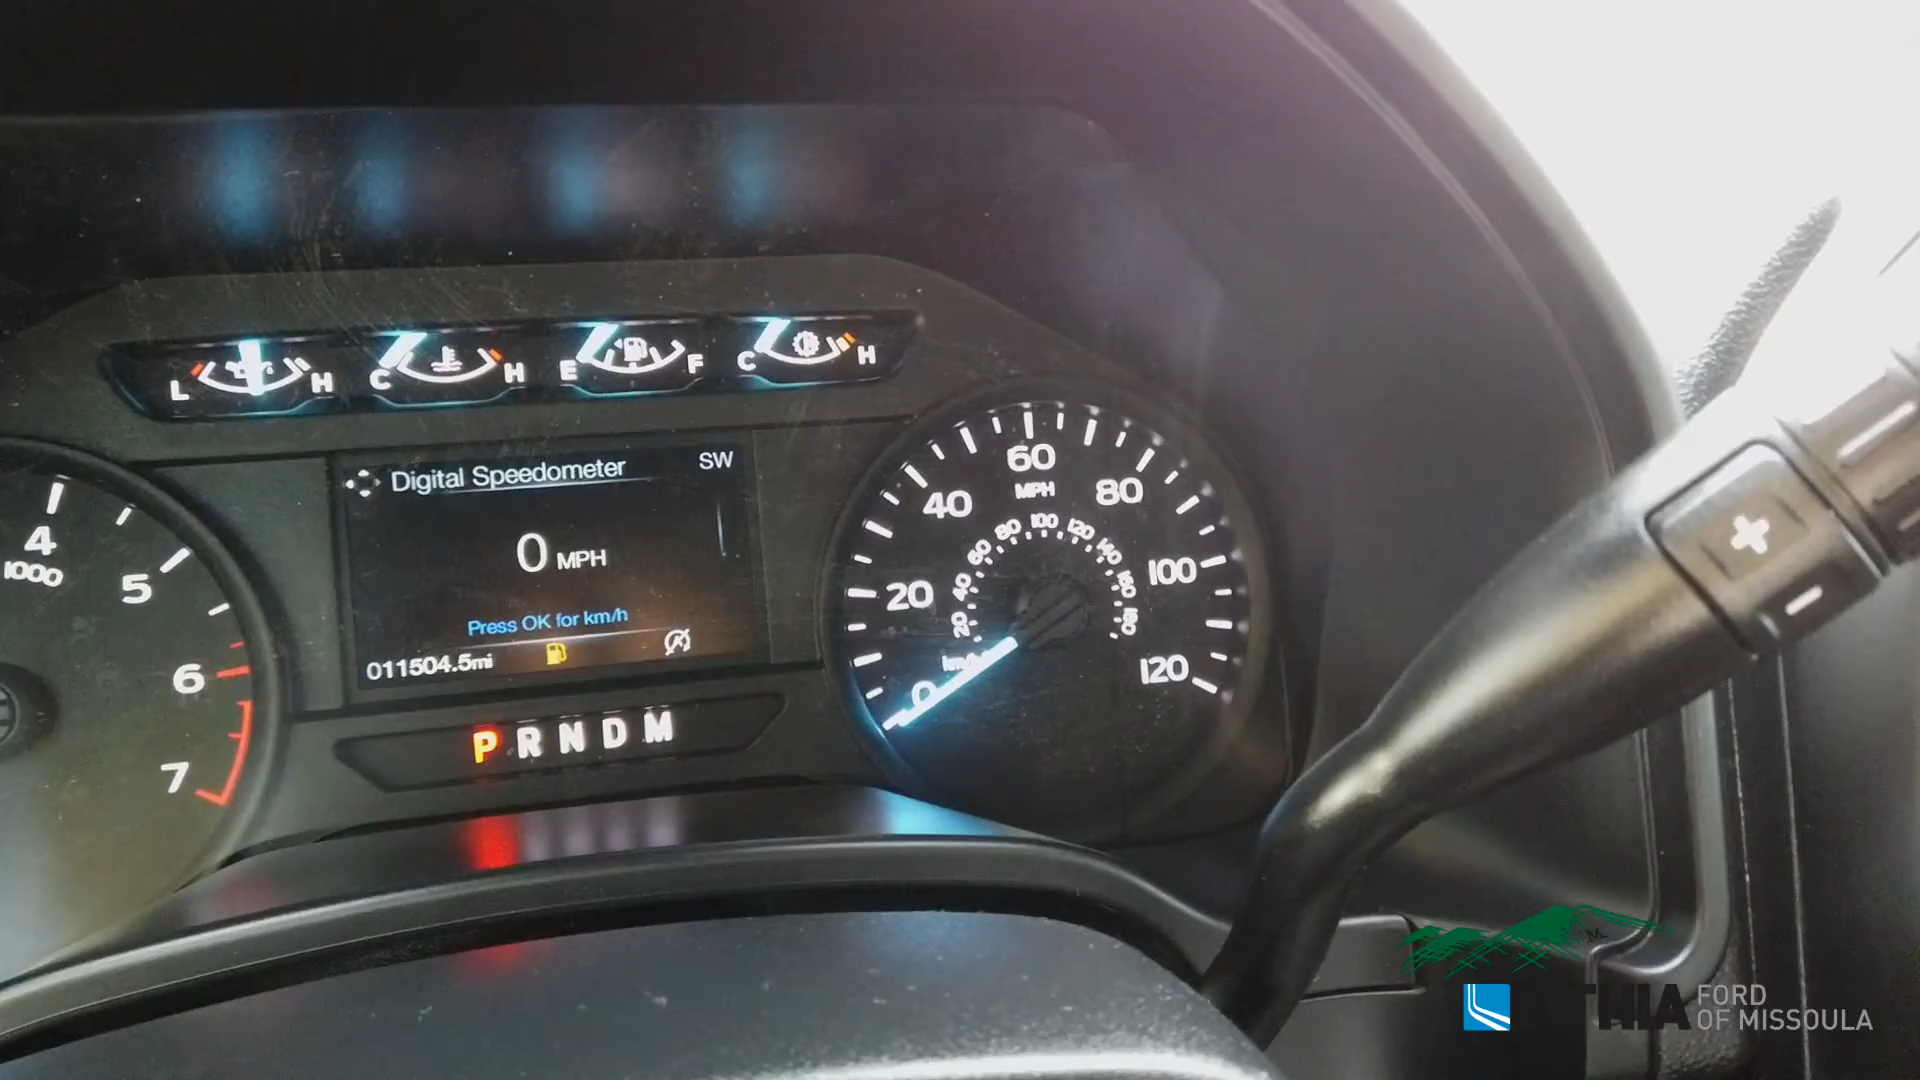 L H C H E F C H
Digital Speedometer SW
0 MPH
Press OK for km/h
011504.5mi
P R N D M
4
1000
5
6
7
0 20 40 60 80 100 120
MPH
20 40 60 80 100 120 140 160 180
km/h
+
-
FORD
OF MISSOULA